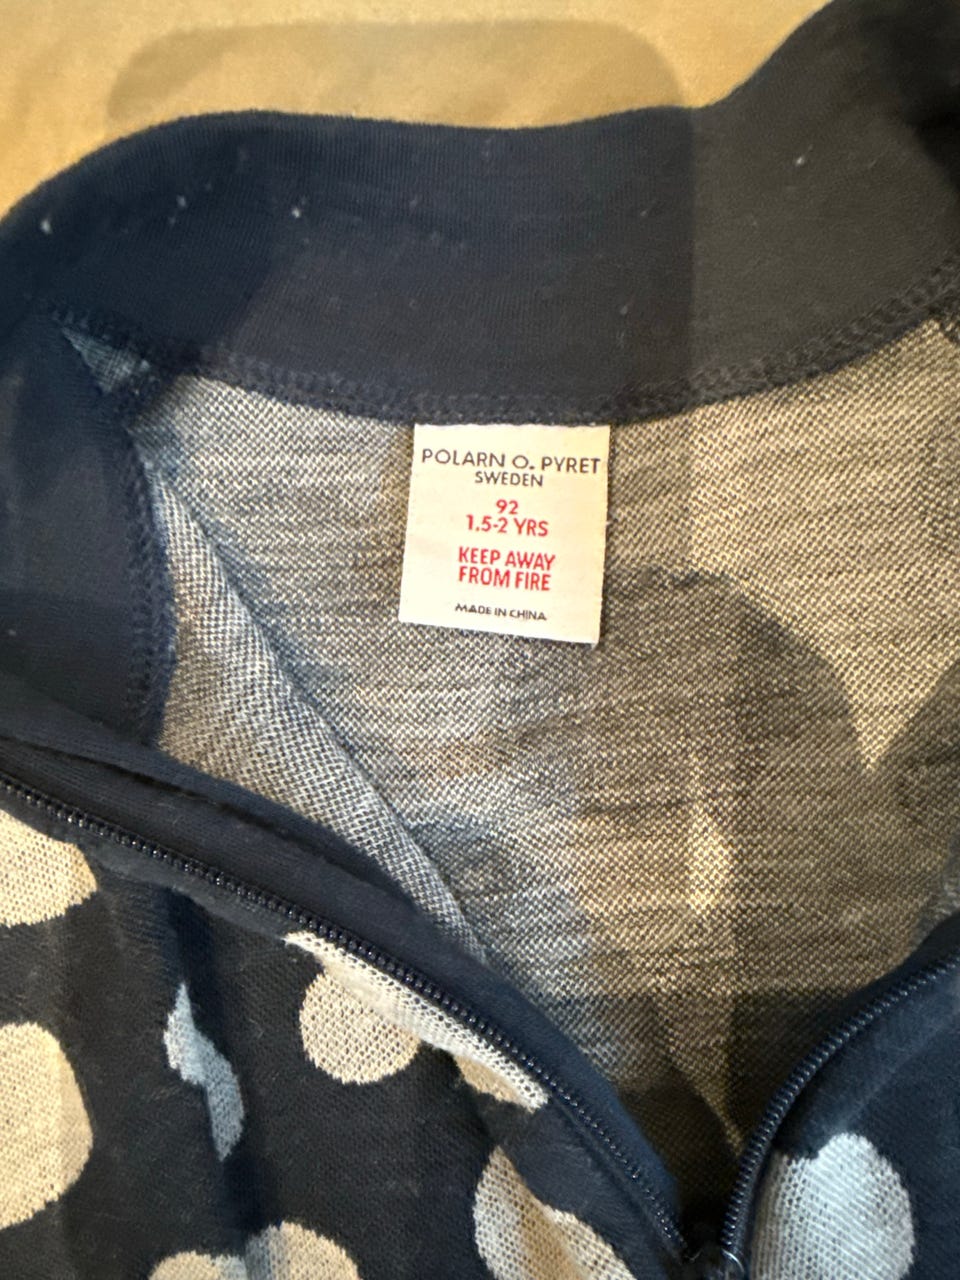 POLARN O. PYRET
SWEDEN
92
1.5-2 YRS
KEEP AWAY
FROM FIRE
MADE IN CHINA